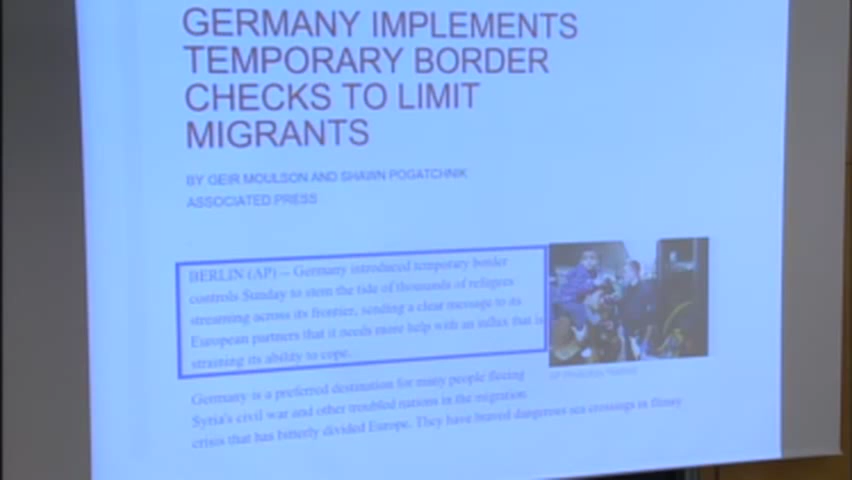 GERMANY IMPLEMENTS
TEMPORARY BORDER
CHECKS TO LIMIT
MIGRANTS
BY GEIR MOULSON AND SHAWN POGATCHNIK
ASSOCIATED PRESS
BERLIN (AP) -- Germany introduced temporary border
controls Sunday to stem the tide of thousands of refugees
streaming across its frontier, sending a clear message to its
European partners that it needs more help with an influx that is
straining its ability to cope.
Germany is a preferred destination for many people fleeing
Syria's civil war and other troubled nations in the migration
crisis that has bitterly divided Europe. They have braved dangerous sea crossings in flimsy
AP Photo